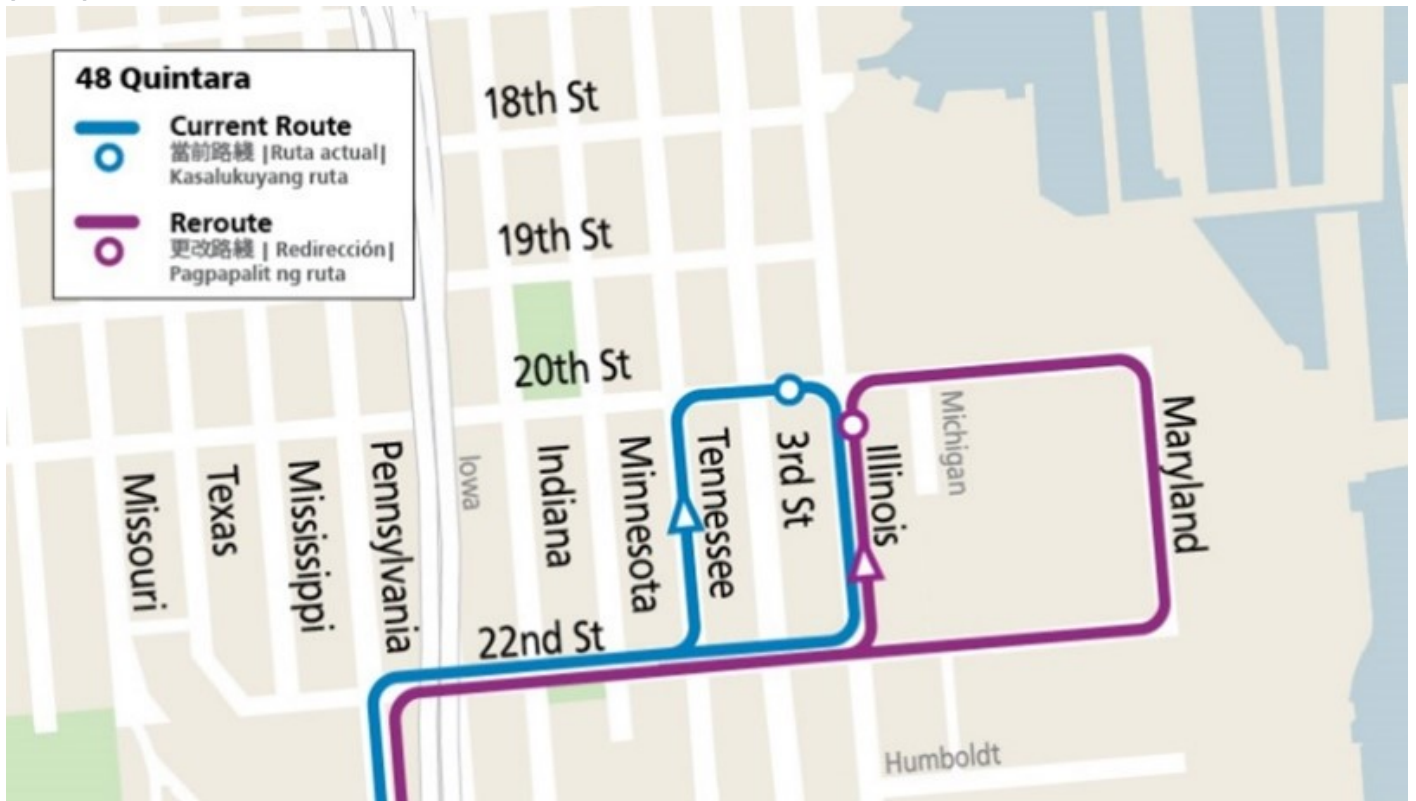 48 Quintara
Current Route
當前路綫 |Ruta actual|
Kasalukuyang ruta
Reroute
更改路綫 | Redirección|
Pagpapalit ng ruta
18th St
19th St
20th St
Missouri
Texas
Mississippi
Pennsylvania
Iowa
Indiana
Minnesota
Tennessee
3rd St
Illinois
Michigan
Maryland
22nd St
Humboldt